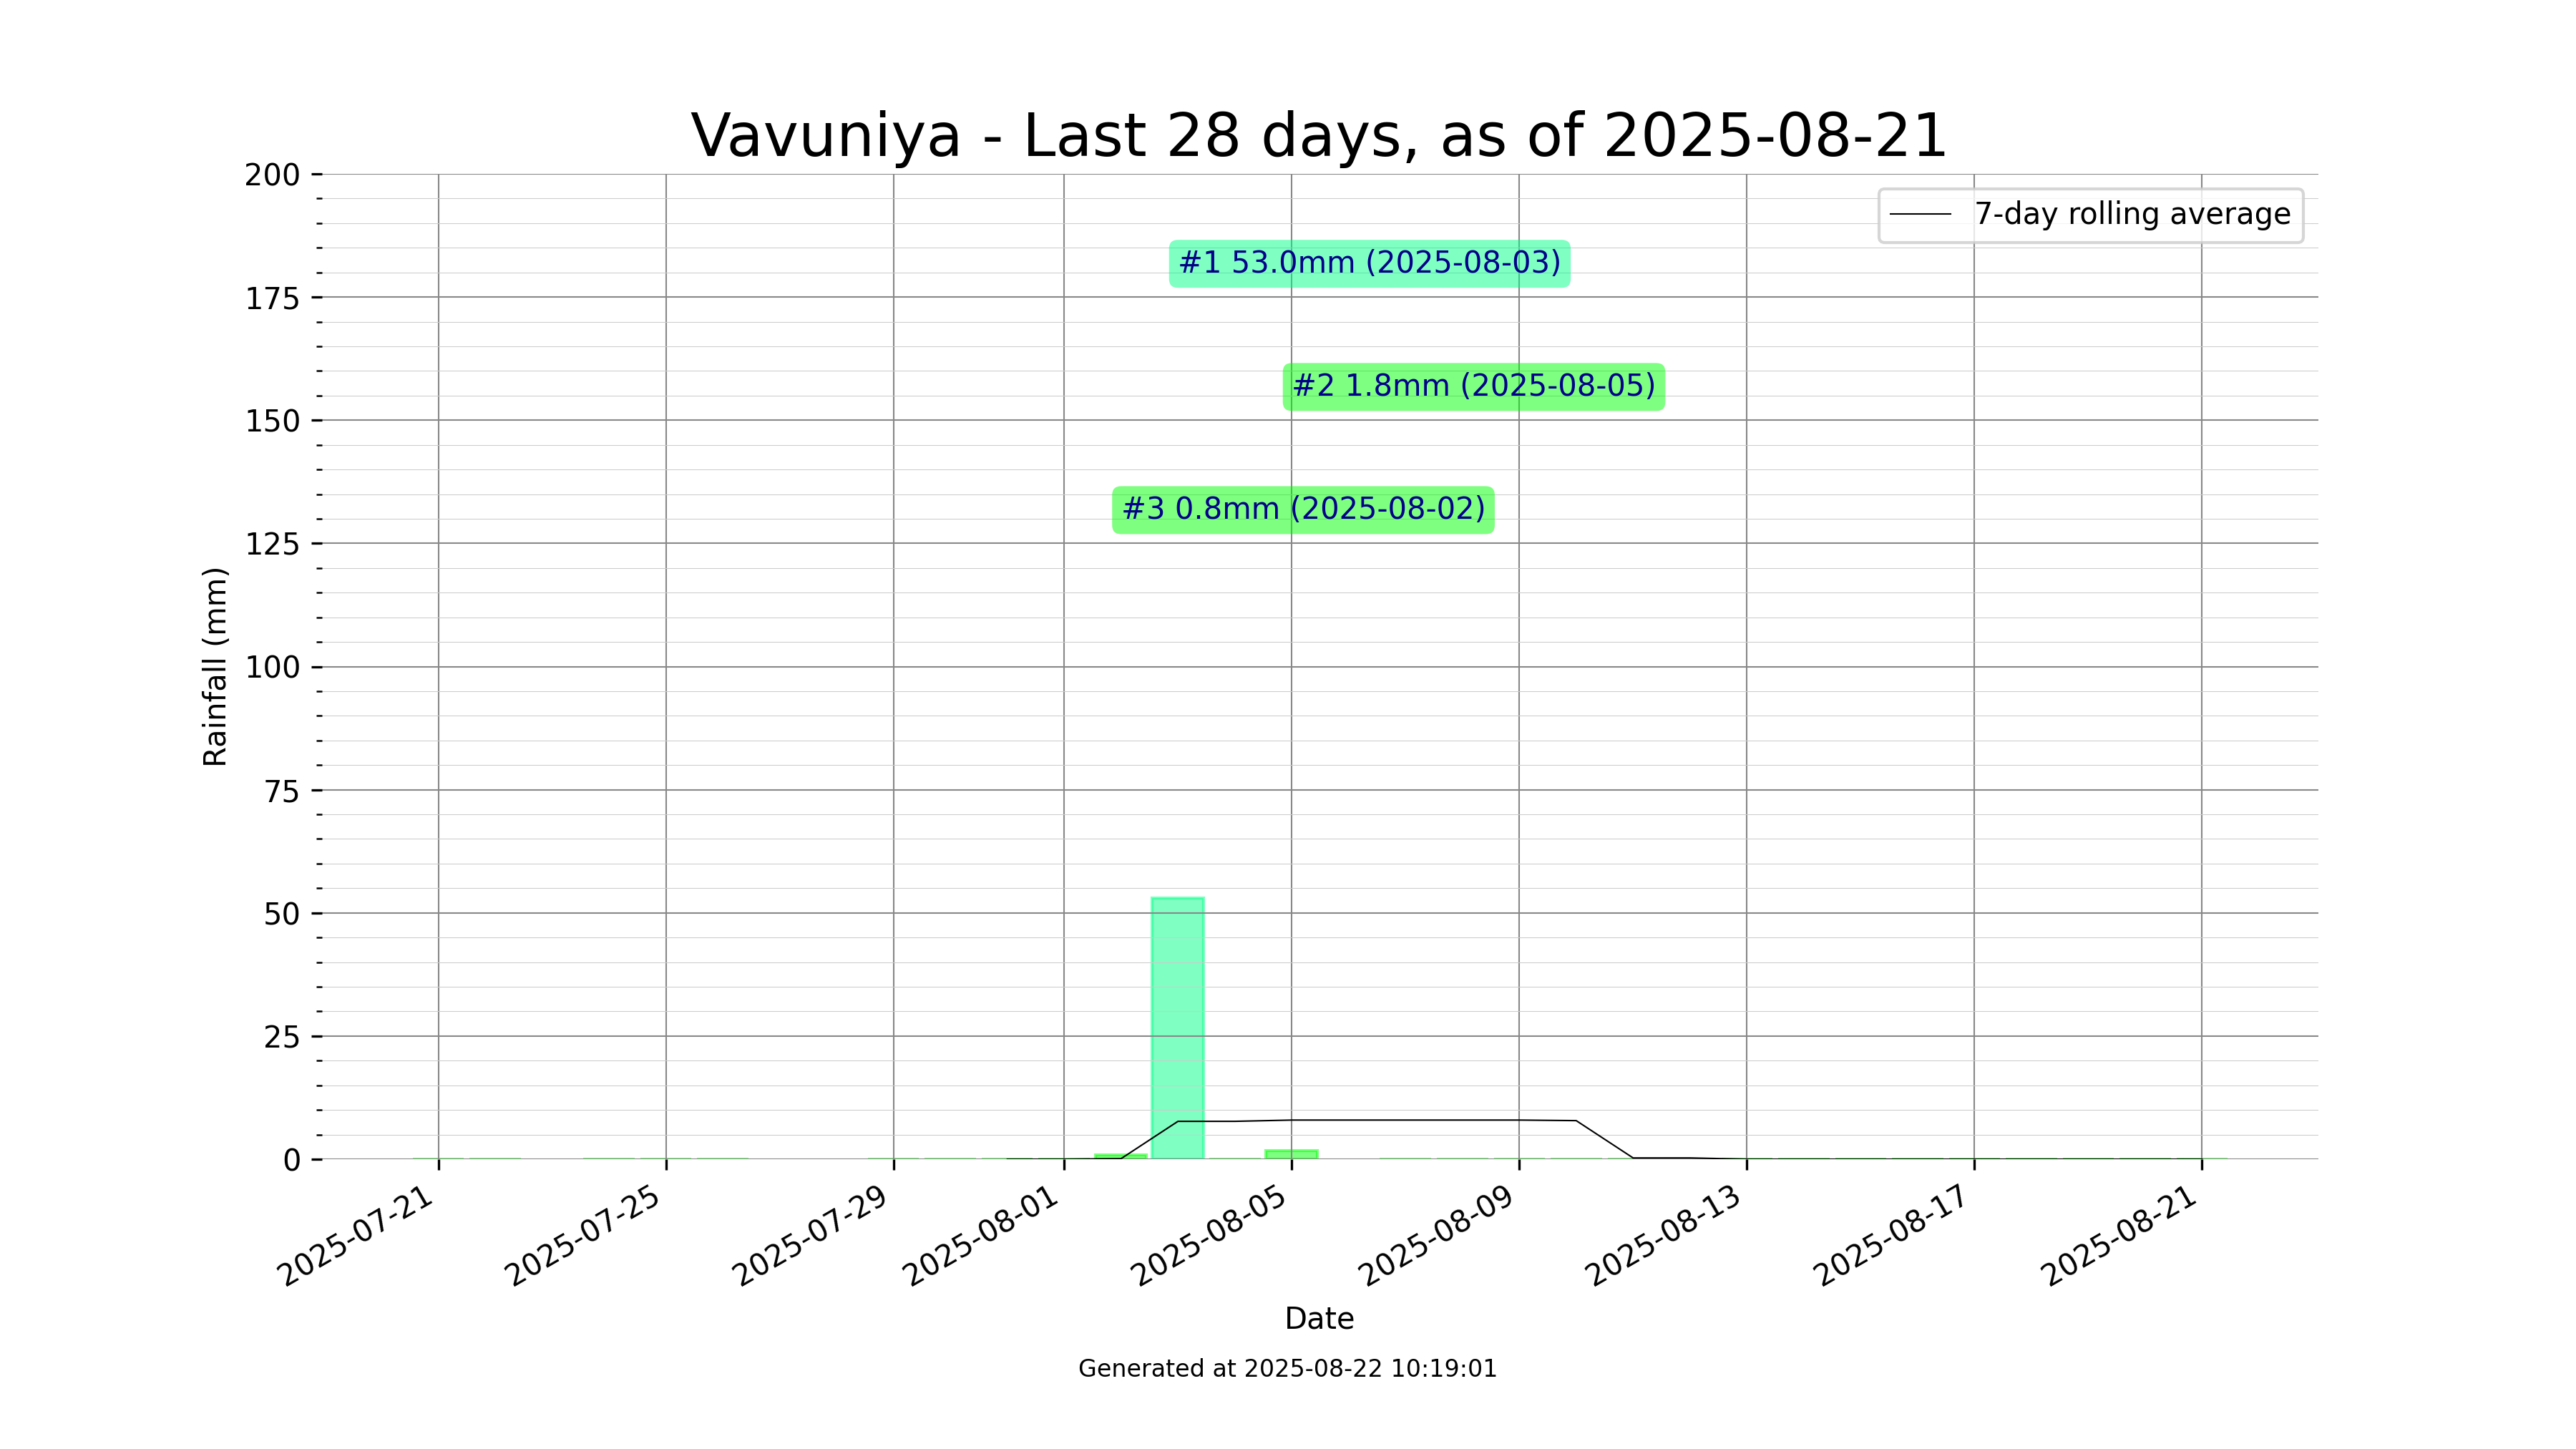 Vavuniya - Last 28 days, as of 2025-08-21
7-day rolling average
#1 53.0mm (2025-08-03)
#2 1.8mm (2025-08-05)
#3 0.8mm (2025-08-02)
Rainfall (mm)
200
175
150
125
100
75
50
25
0
2025-07-21
2025-07-25
2025-07-29
2025-08-01
2025-08-05
2025-08-09
2025-08-13
2025-08-17
2025-08-21
Date
Generated at 2025-08-22 10:19:01